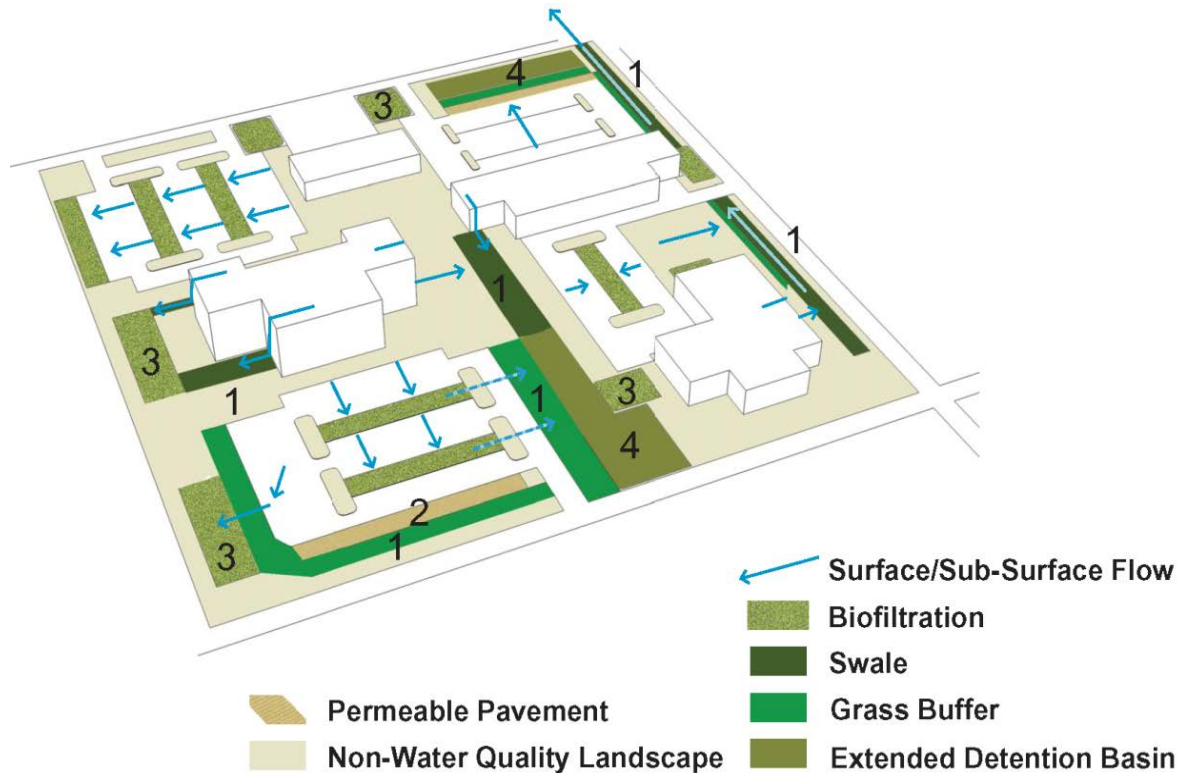 1
4
3
1
1
3
1
1
3
4
2
1
3
Surface/Sub-Surface Flow
Biofiltration
Swale
Grass Buffer
Extended Detention Basin
Permeable Pavement
Non-Water Quality Landscape